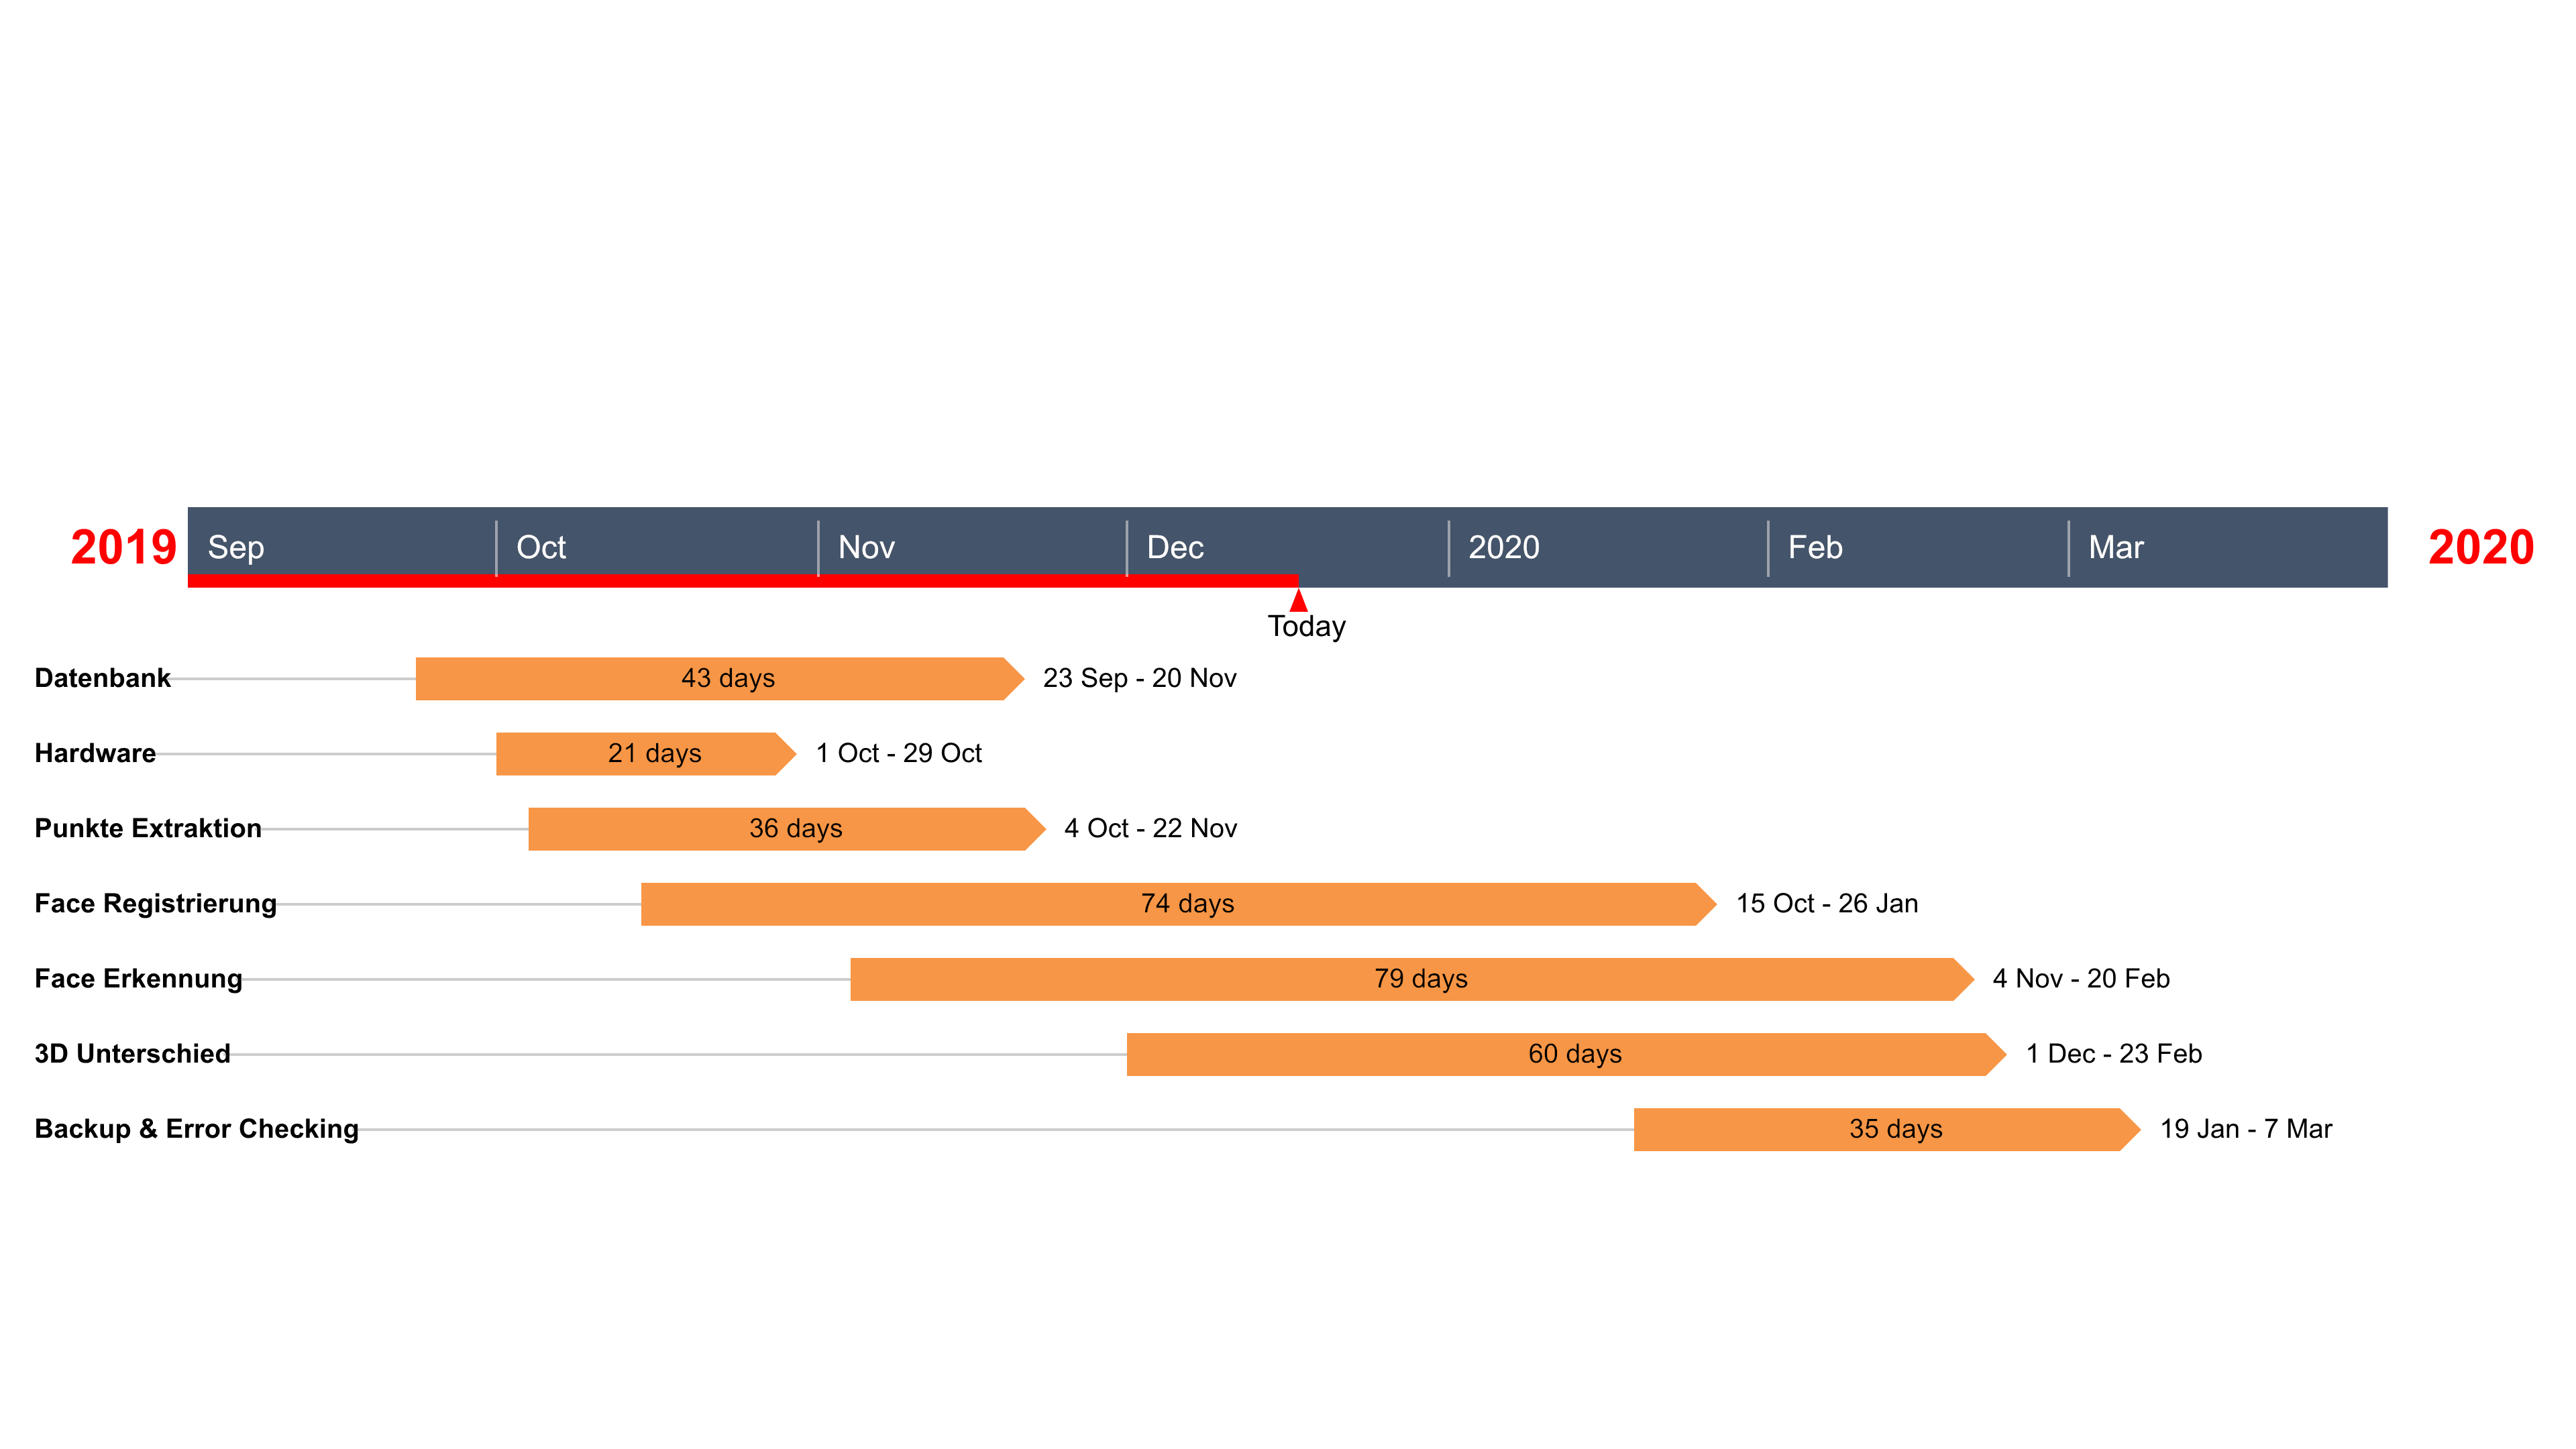 2019 Sep Oct Nov Dec 2020 Feb Mar 2020
Today
Datenbank 43 days 23 Sep - 20 Nov
Hardware 21 days 1 Oct - 29 Oct
Punkte Extraktion 36 days 4 Oct - 22 Nov
Face Registrierung 74 days 15 Oct - 26 Jan
Face Erkennung 79 days 4 Nov - 20 Feb
3D Unterschied 60 days 1 Dec - 23 Feb
Backup & Error Checking 35 days 19 Jan - 7 Mar